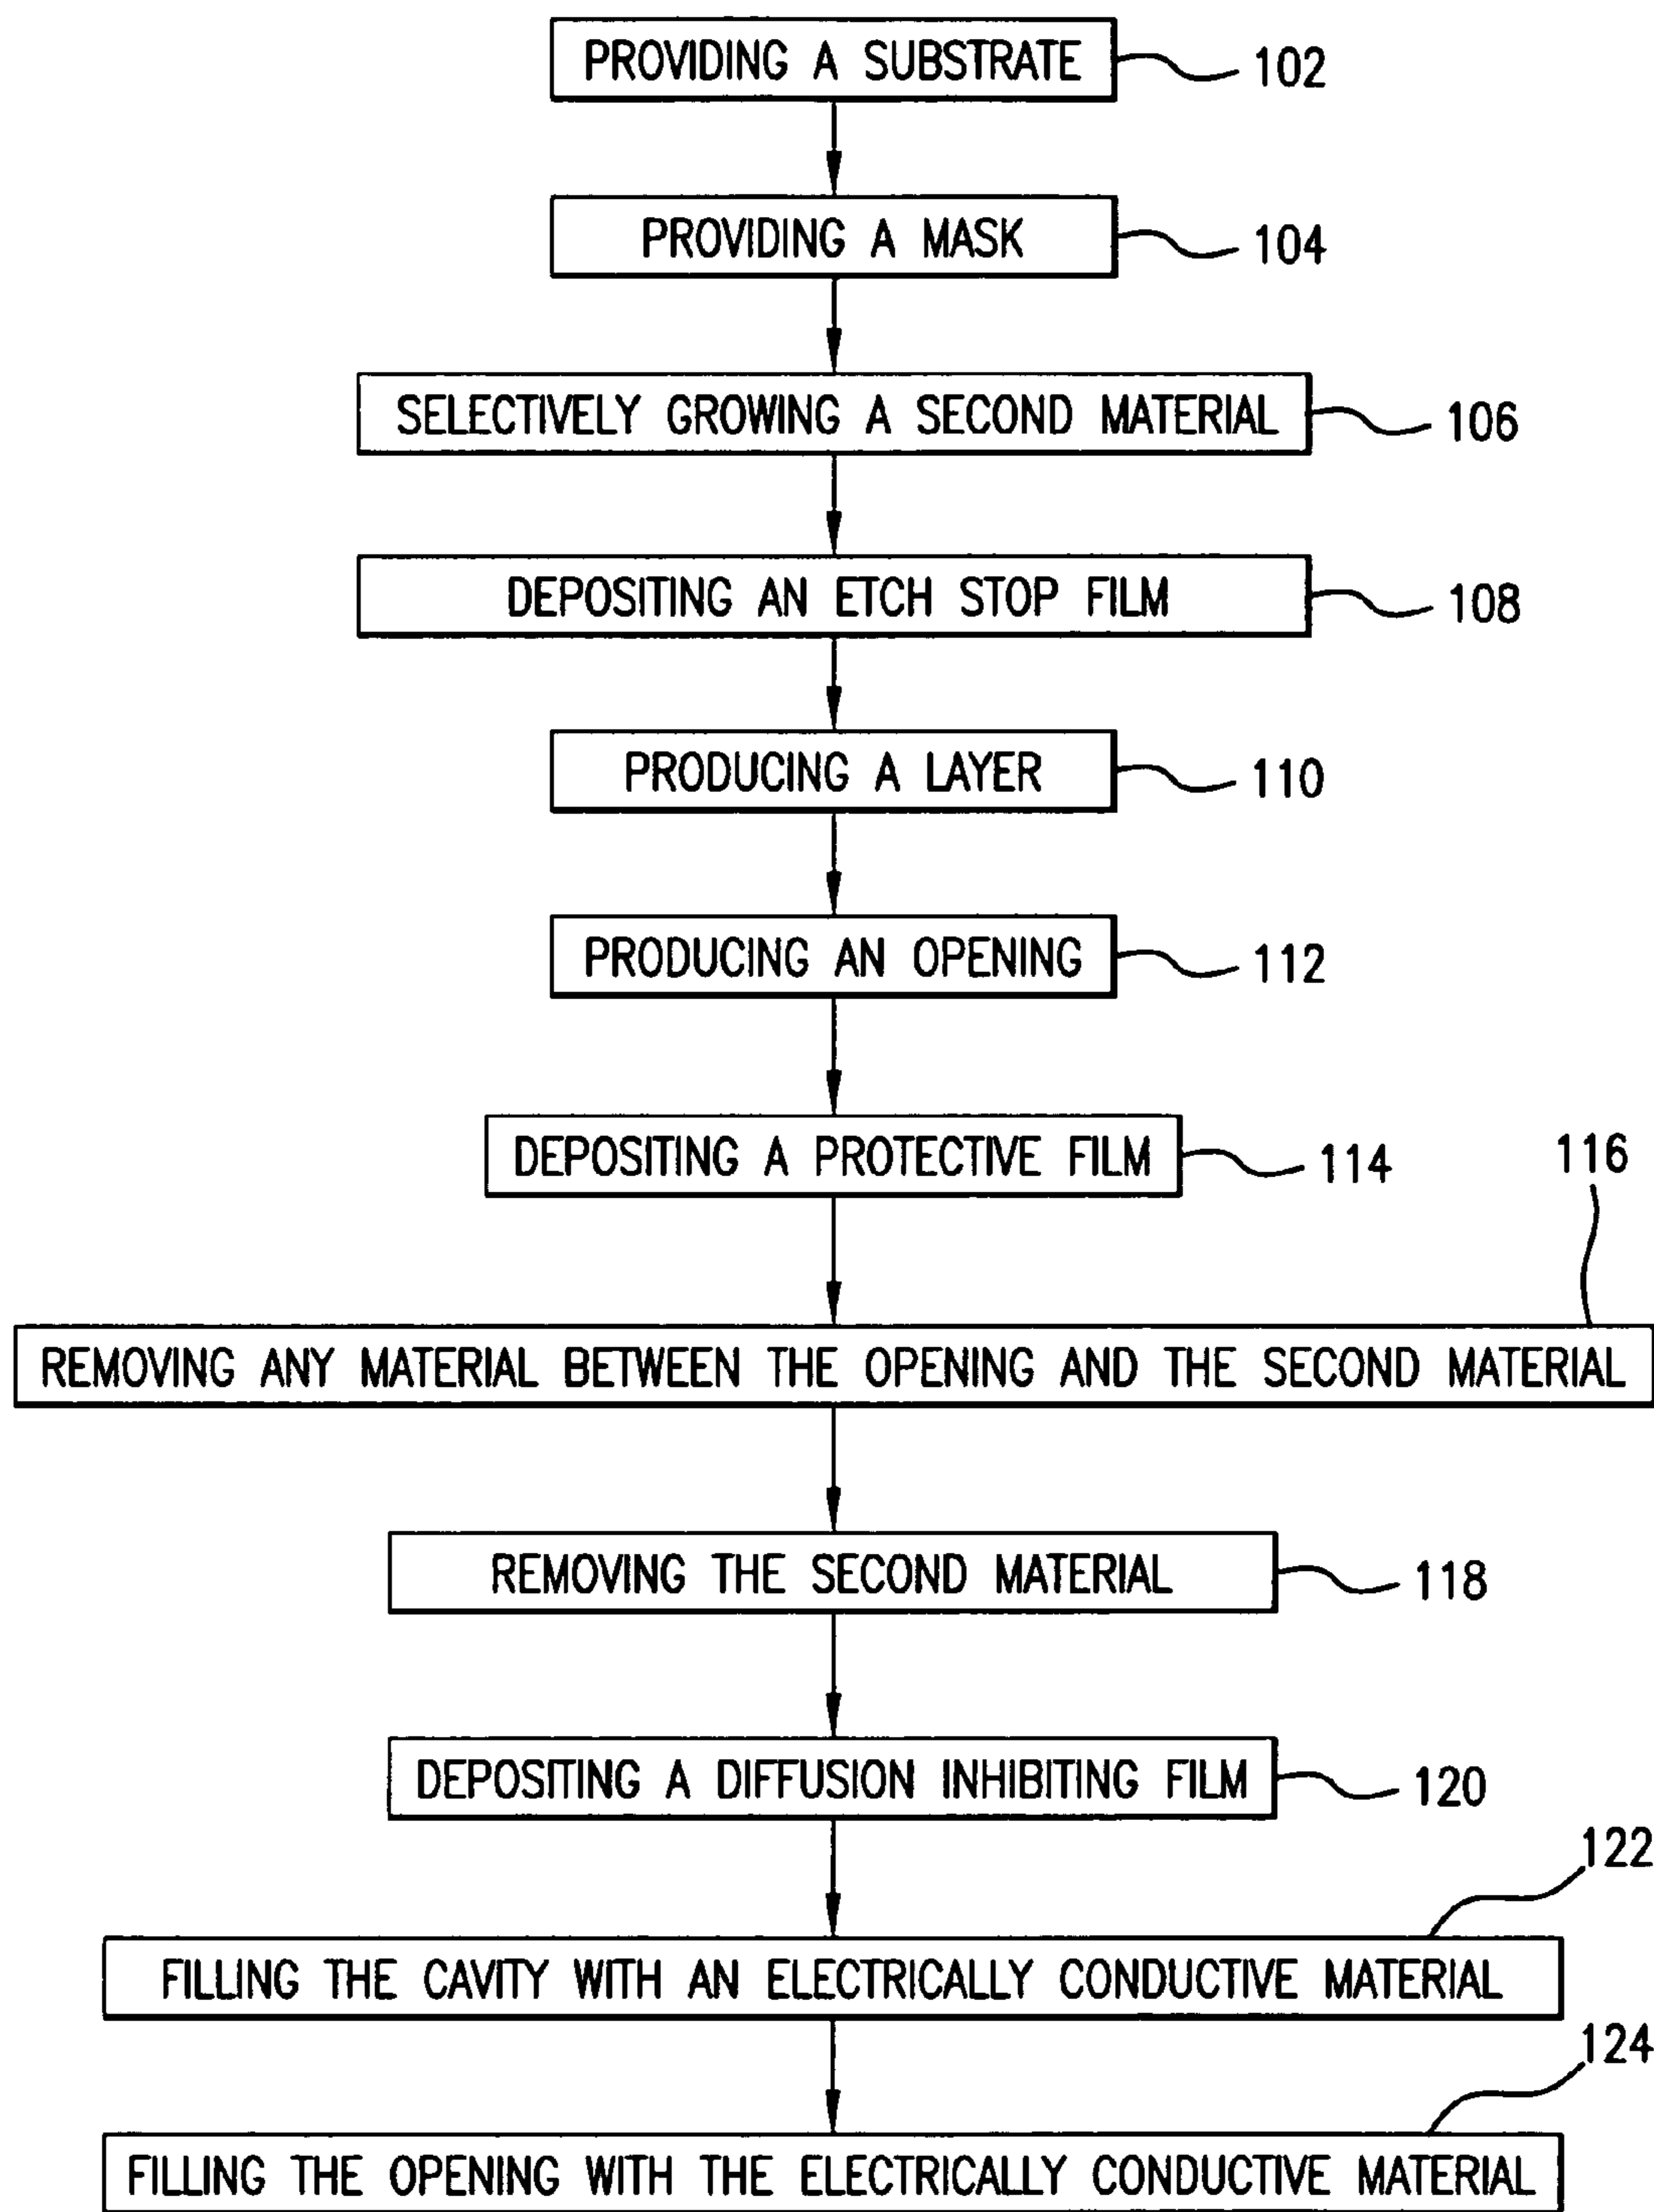 PROVIDING A SUBSTRATE 102
PROVIDING A MASK 104
SELECTIVELY GROWING A SECOND MATERIAL 106
DEPOSITING AN ETCH STOP FILM 108
PRODUCING A LAYER 110
PRODUCING AN OPENING 112
DEPOSITING A PROTECTIVE FILM 114
116
REMOVING ANY MATERIAL BETWEEN THE OPENING AND THE SECOND MATERIAL
REMOVING THE SECOND MATERIAL 118
DEPOSITING A DIFFUSION INHIBITING FILM 120
122
FILLING THE CAVITY WITH AN ELECTRICALLY CONDUCTIVE MATERIAL
124
FILLING THE OPENING WITH THE ELECTRICALLY CONDUCTIVE MATERIAL